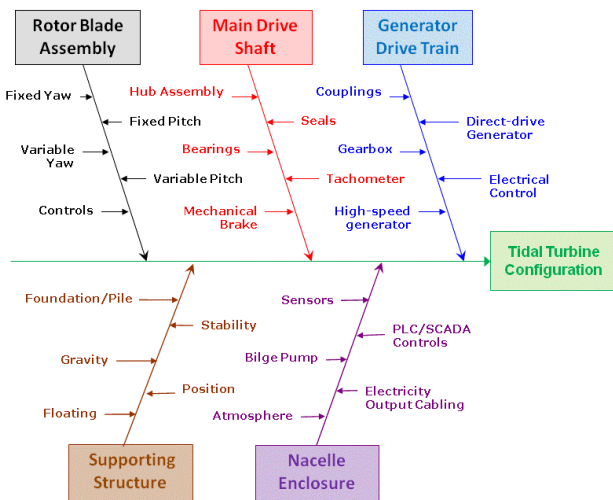 Rotor Blade
Assembly
Main Drive
Shaft
Generator
Drive Train
Fixed Yaw
Fixed Pitch
Variable
Yaw
Variable Pitch
Controls
Hub Assembly
Seals
Bearings
Tachometer
Mechanical
Brake
Couplings
Direct-drive
Generator
Gearbox
Electrical
Control
High-speed
generator
Tidal Turbine
Configuration
Foundation/Pile
Stability
Gravity
Position
Floating
Sensors
PLC/SCADA
Controls
Bilge Pump
Electricity
Output Cabling
Atmosphere
Supporting
Structure
Nacelle
Enclosure